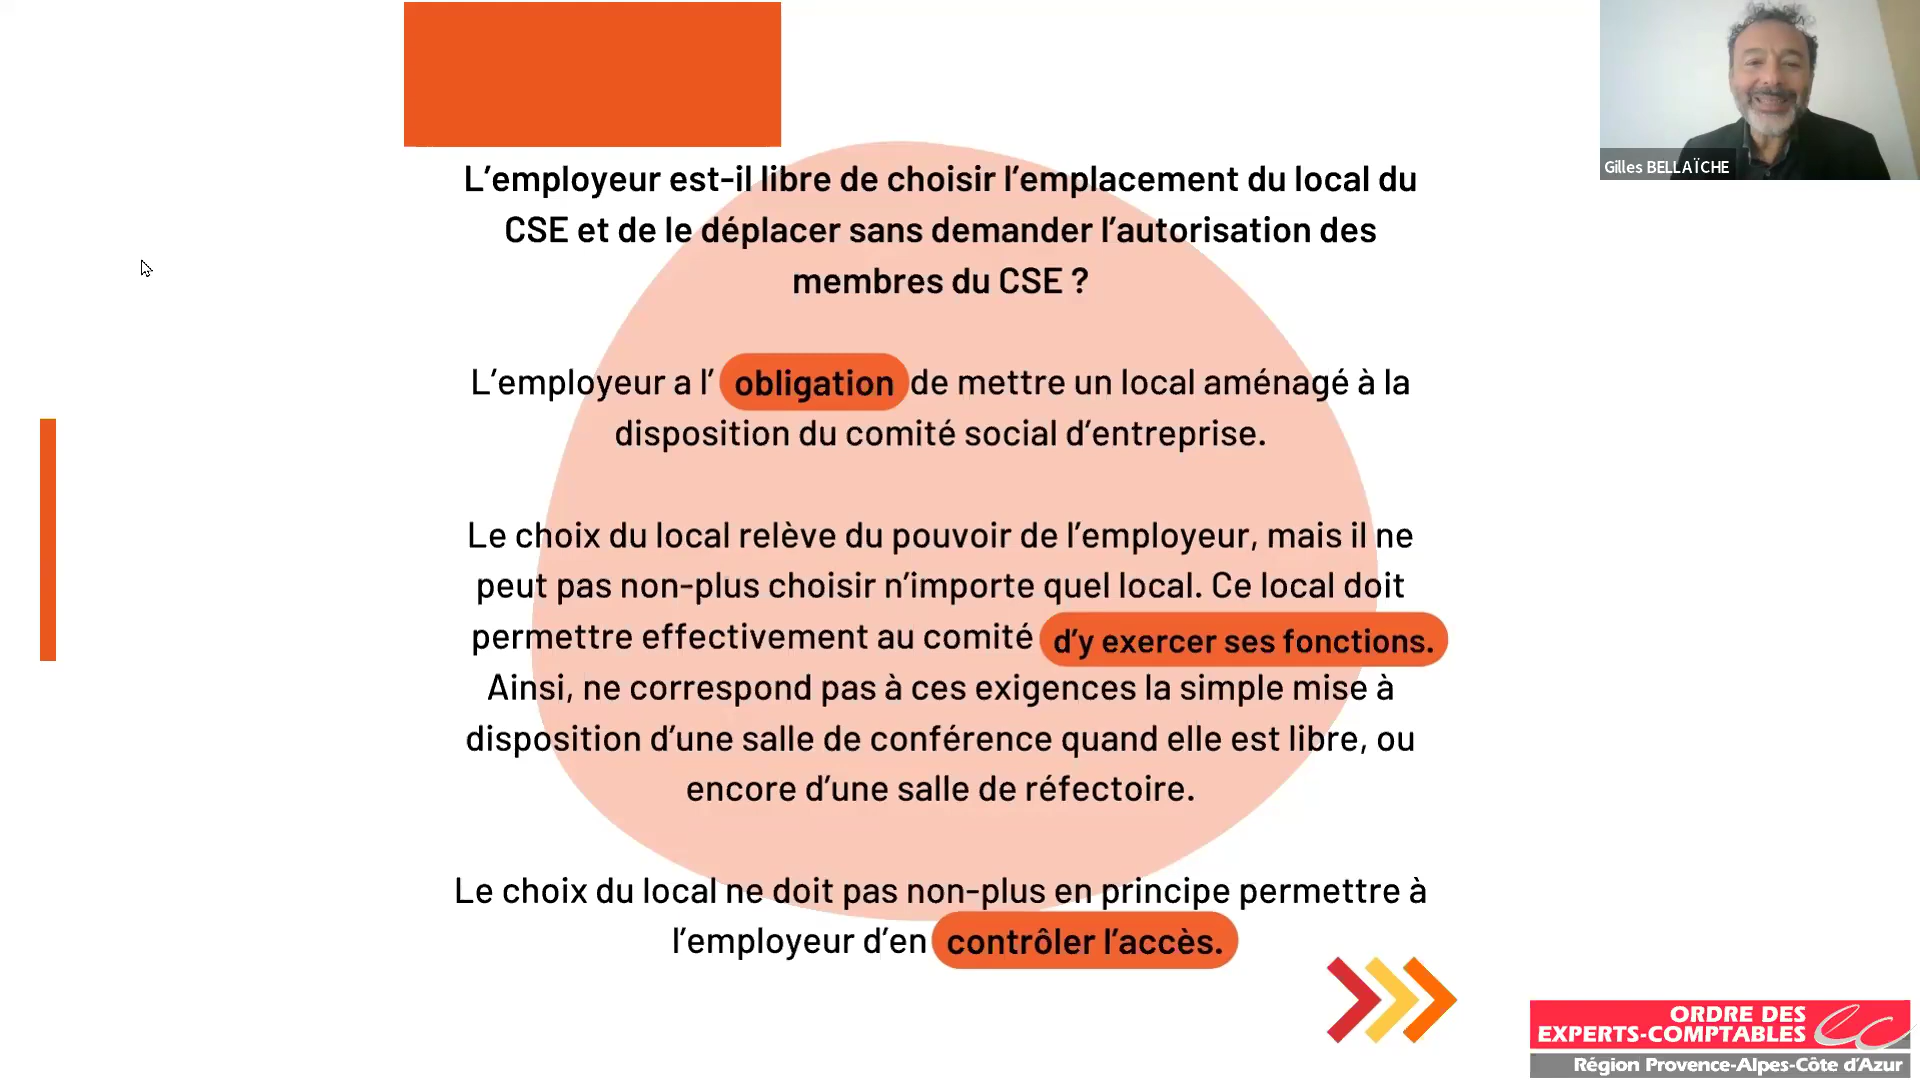 L’employeur est-il libre de choisir l’emplacement du local du
CSE et de le déplacer sans demander l’autorisation des
membres du CSE ?
L’employeur a l’ obligation de mettre un local aménagé à la
disposition du comité social d’entreprise.
Le choix du local relève du pouvoir de l’employeur, mais il ne
peut pas non-plus choisir n’importe quel local. Ce local doit
permettre effectivement au comité d’y exercer ses fonctions.
Ainsi, ne correspond pas à ces exigences la simple mise à
disposition d’une salle de conférence quand elle est libre, ou
encore d’une salle de réfectoire.
Le choix du local ne doit pas non-plus en principe permettre à
l’employeur d’en contrôler l’accès.
Gilles BELLAÏCHE
ORDRE DES
EXPERTS-COMPTABLES
Région Provence-Alpes-Côte d’Azur